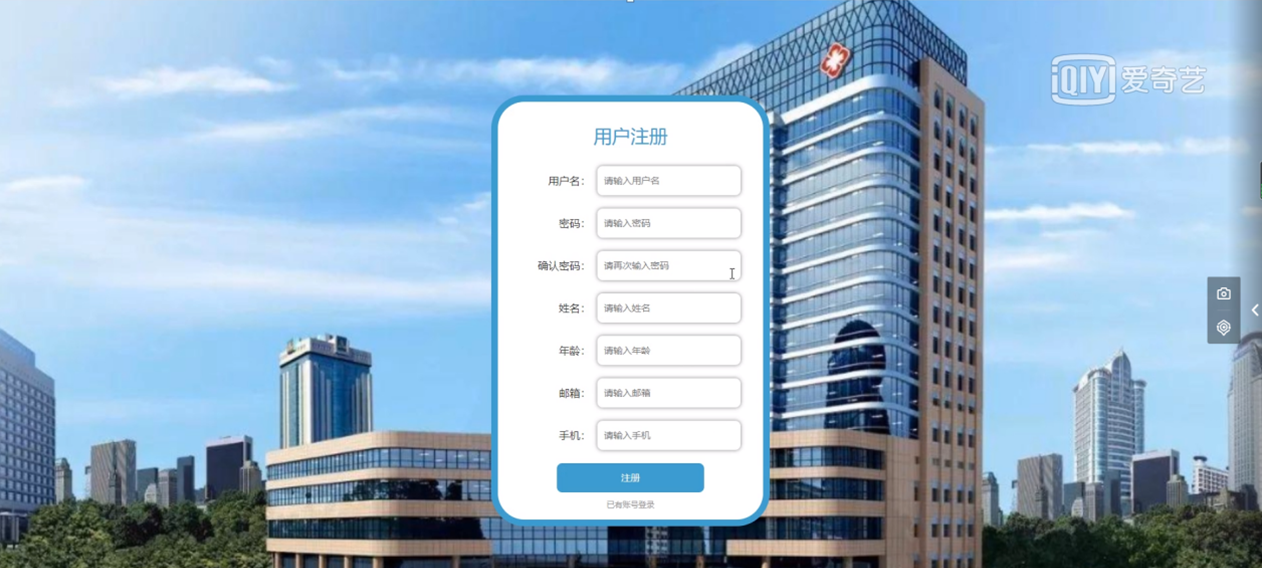 iQIYI 爱奇艺
用户注册
用户名： 请输入用户名
密码： 请输入密码
确认密码： 请再次输入密码
姓名： 请输入姓名
年龄： 请输入年龄
邮箱： 请输入邮箱
手机： 请输入手机
注册
已有账号登录